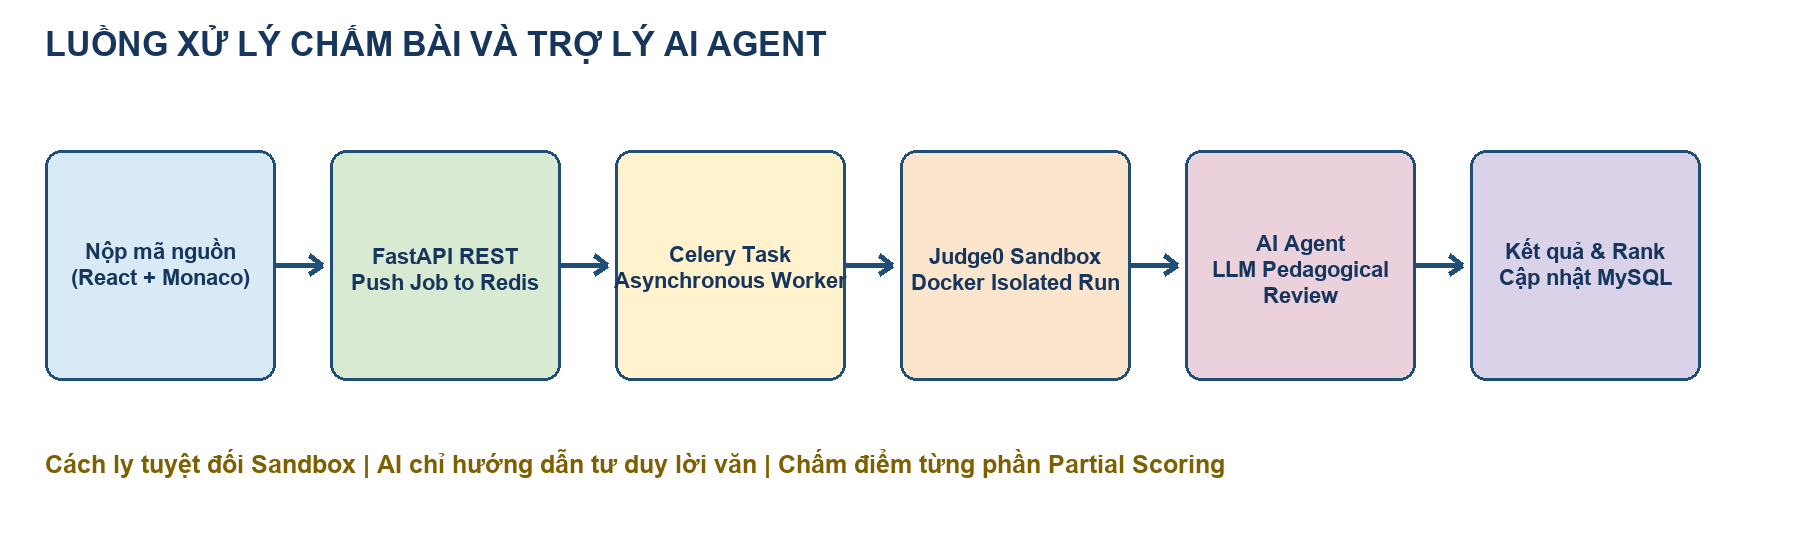 LUỒNG XỬ LÝ CHẤM BÀI VÀ TRỢ LÝ AI AGENT
Nộp mã nguồn
(React + Monaco)
FastAPI REST
Push Job to Redis
Celery Task
Asynchronous Worker
Judge0 Sandbox
Docker Isolated Run
AI Agent
LLM Pedagogical
Review
Kết quả & Rank
Cập nhật MySQL
Cách ly tuyệt đối Sandbox | AI chỉ hướng dẫn tư duy lời văn | Chấm điểm từng phần Partial Scoring